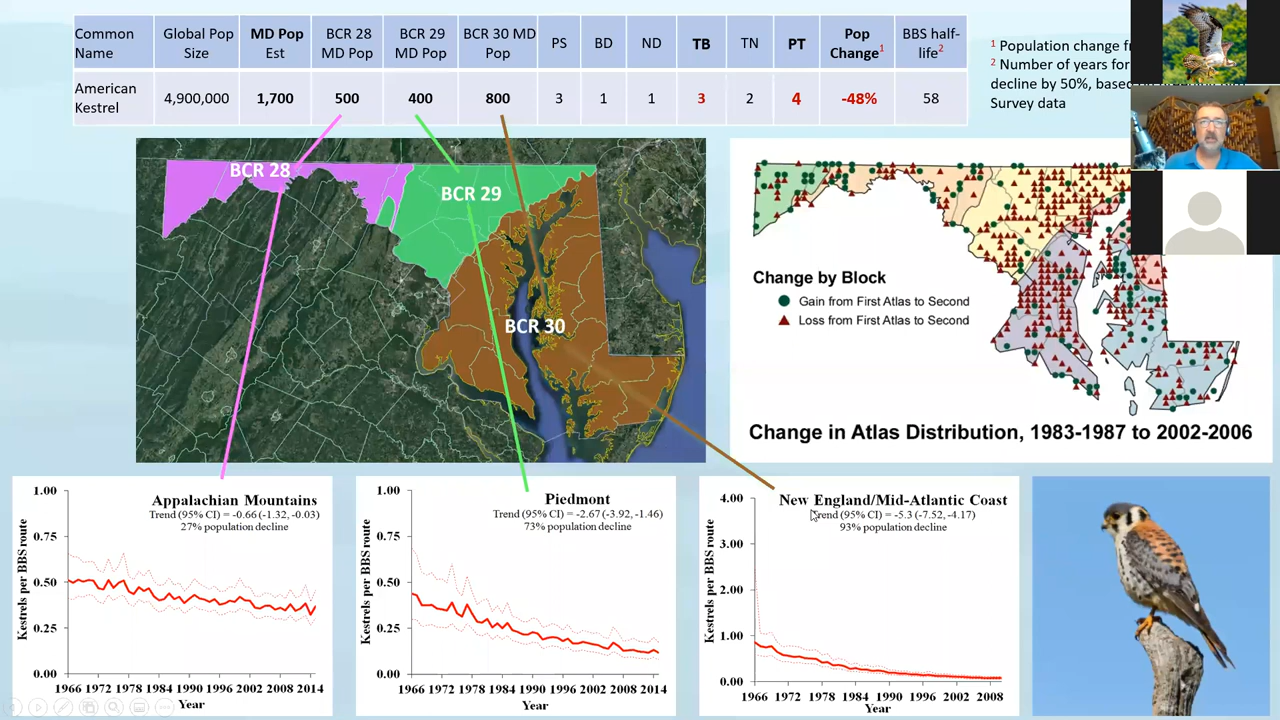 Common Name
Global Pop Size
MD Pop Est
BCR 28 MD Pop
BCR 29 MD Pop
BCR 30 MD Pop
PS
BD
ND
TB
TN
PT
Pop Change1
BBS half-life2
American Kestrel
4,900,000
1,700
500
400
800
3
1
1
3
2
4
-48%
58
1 Population change
2 Number of years for
decline by 50%,
Survey data
BCR 28
BCR 29
BCR 30
Change by Block
Gain from First Atlas to Second
Loss from First Atlas to Second
Change in Atlas Distribution, 1983-1987 to 2002-2006
Appalachian Mountains
Trend (95% CI) = -0.66 (-1.32, -0.03)
27% population decline
Kestrels per BBS route
1.00
0.75
0.50
0.25
0.00
1966 1972 1978 1984 1990 1996 2002 2008 2014
Year
Piedmont
Trend (95% CI) = -2.67 (-3.92, -1.46)
73% population decline
Kestrels per BBS route
1.00
0.75
0.50
0.25
0.00
1966 1972 1978 1984 1990 1996 2002 2008 2014
Year
New England/Mid-Atlantic Coast
Trend (95% CI) = -5.3 (-7.52, -4.17)
93% population decline
Kestrels per BBS route
4.00
3.00
2.00
1.00
0.00
1966 1972 1978 1984 1990 1996 2002 2008
Year